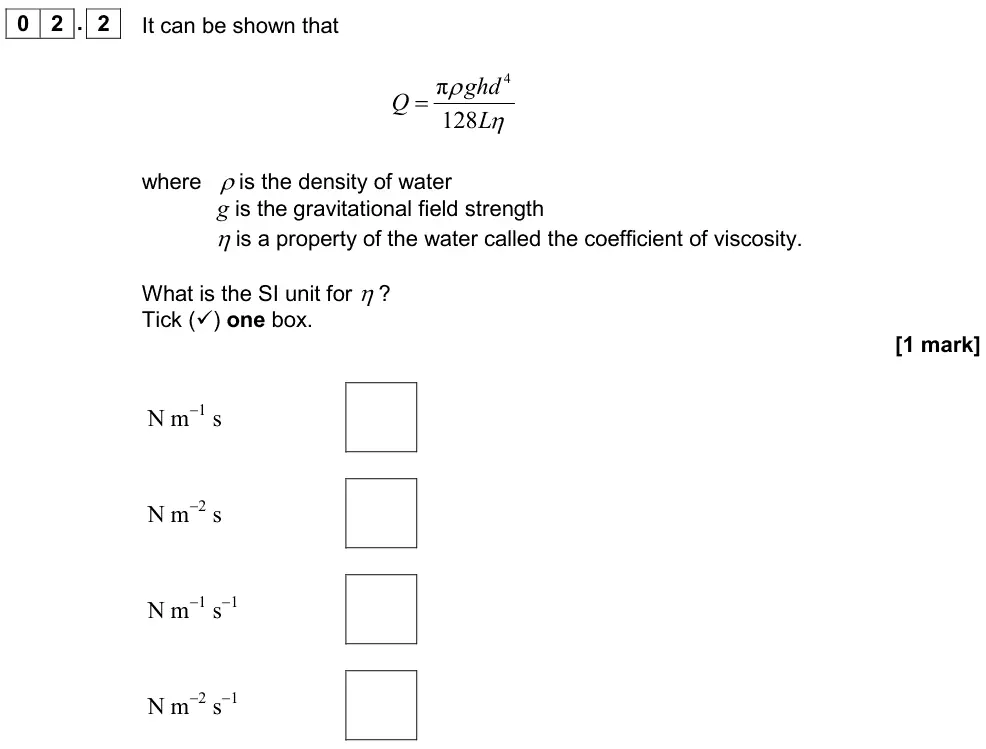 02.2 It can be shown that
Q = πρghd⁴ / 128Lη
where ρ is the density of water
g is the gravitational field strength
η is a property of the water called the coefficient of viscosity.
What is the SI unit for η ?
Tick (✓) one box.
[1 mark]
N m⁻¹ s
N m⁻² s
N m⁻¹ s⁻¹
N m⁻² s⁻¹